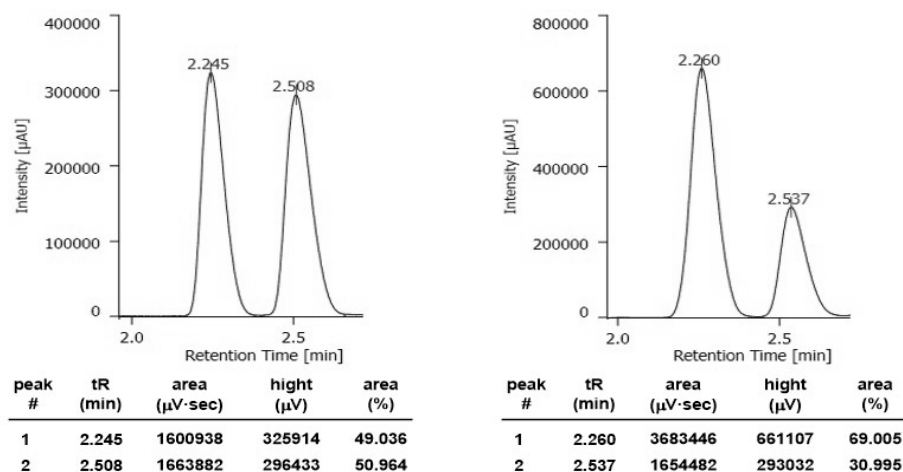 400000
300000
200000
100000
0
Intensity [µAU]
2.245
2.508
2.0
2.5
Retention Time [min]
peak # tR (min) area (µV·sec) hight (µV) area (%)
1 2.245 1600938 325914 49.036
2 2.508 1663882 296433 50.964
800000
600000
400000
200000
0
Intensity [µAU]
2.260
2.537
2.0
2.5
Retention Time [min]
peak # tR (min) area (µV·sec) hight (µV) area (%)
1 2.260 3683446 661107 69.005
2 2.537 1654482 293032 30.995